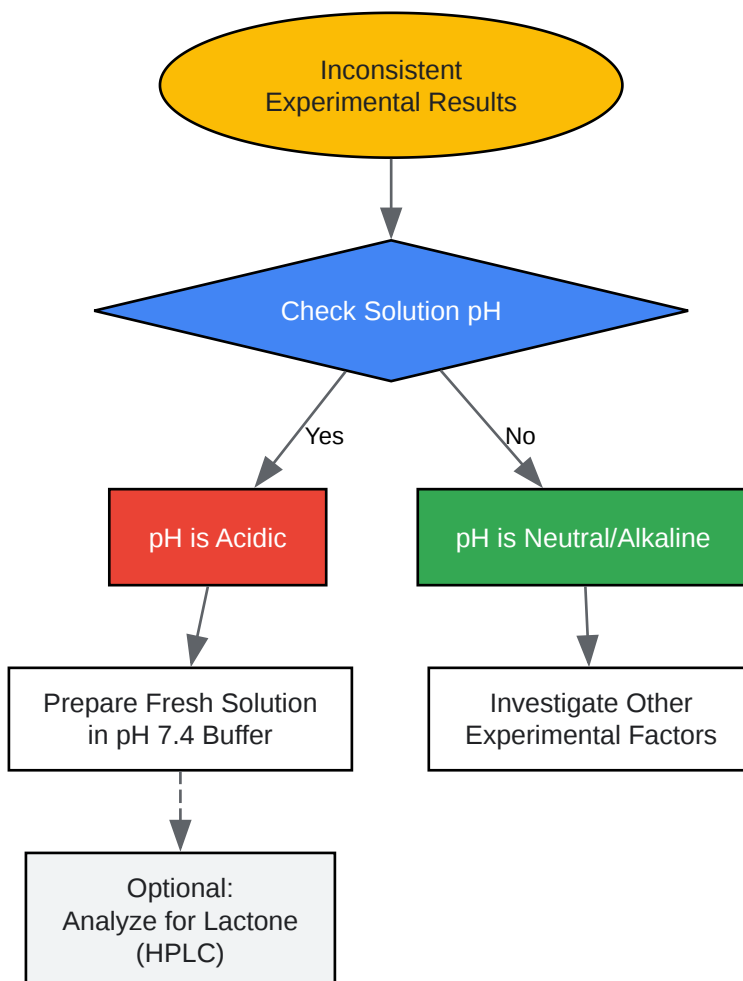 Inconsistent
Experimental Results
Check Solution pH
Yes
No
pH is Acidic
pH is Neutral/Alkaline
Prepare Fresh Solution
in pH 7.4 Buffer
Investigate Other
Experimental Factors
Optional:
Analyze for Lactone
(HPLC)